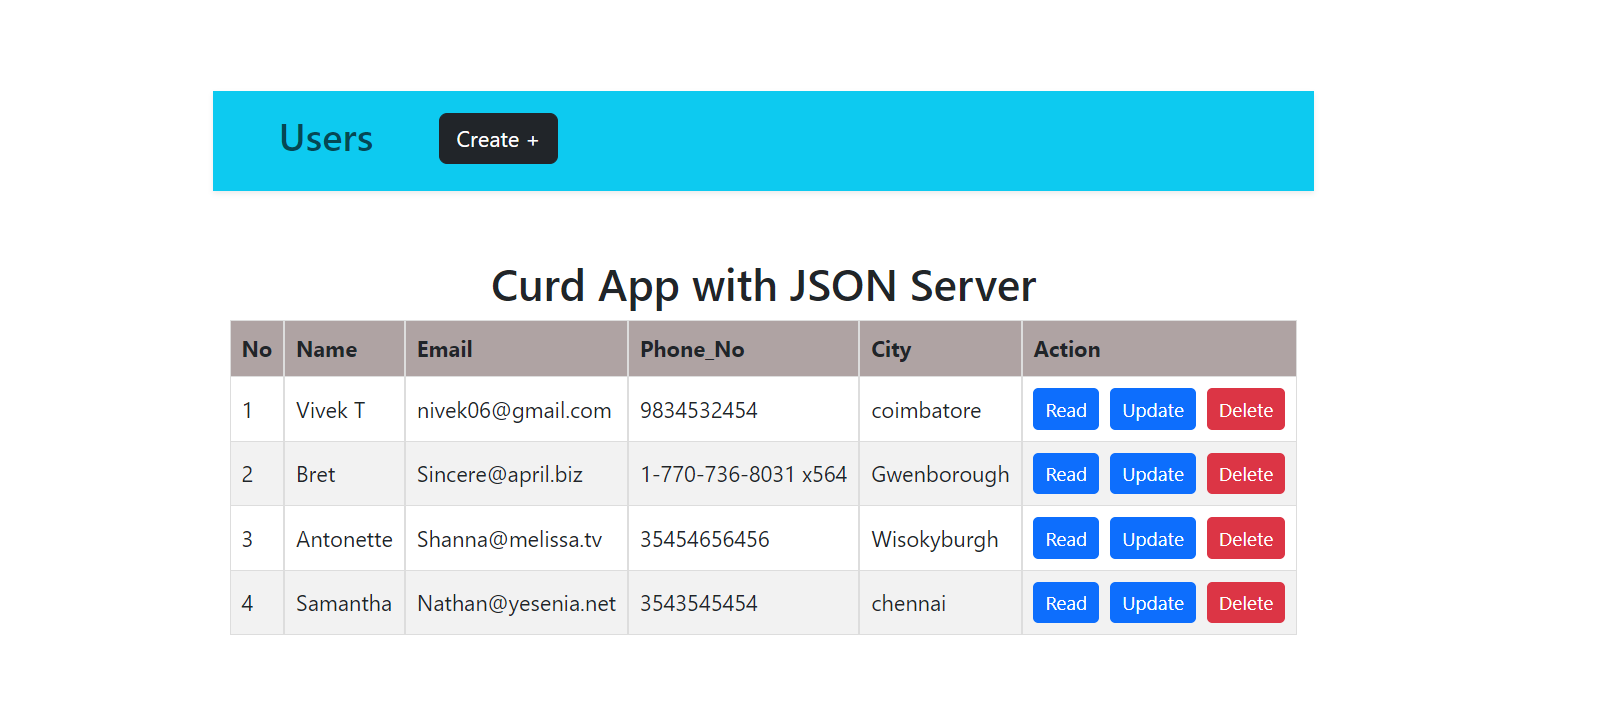 Users Create +
Curd App with JSON Server
No Name Email Phone_No City Action
1 Vivek T nivek06@gmail.com 9834532454 coimbatore Read Update Delete
2 Bret Sincere@april.biz 1-770-736-8031 x564 Gwenborough Read Update Delete
3 Antonette Shanna@melissa.tv 35454656456 Wisokyburgh Read Update Delete
4 Samantha Nathan@yesenia.net 3543545454 chennai Read Update Delete